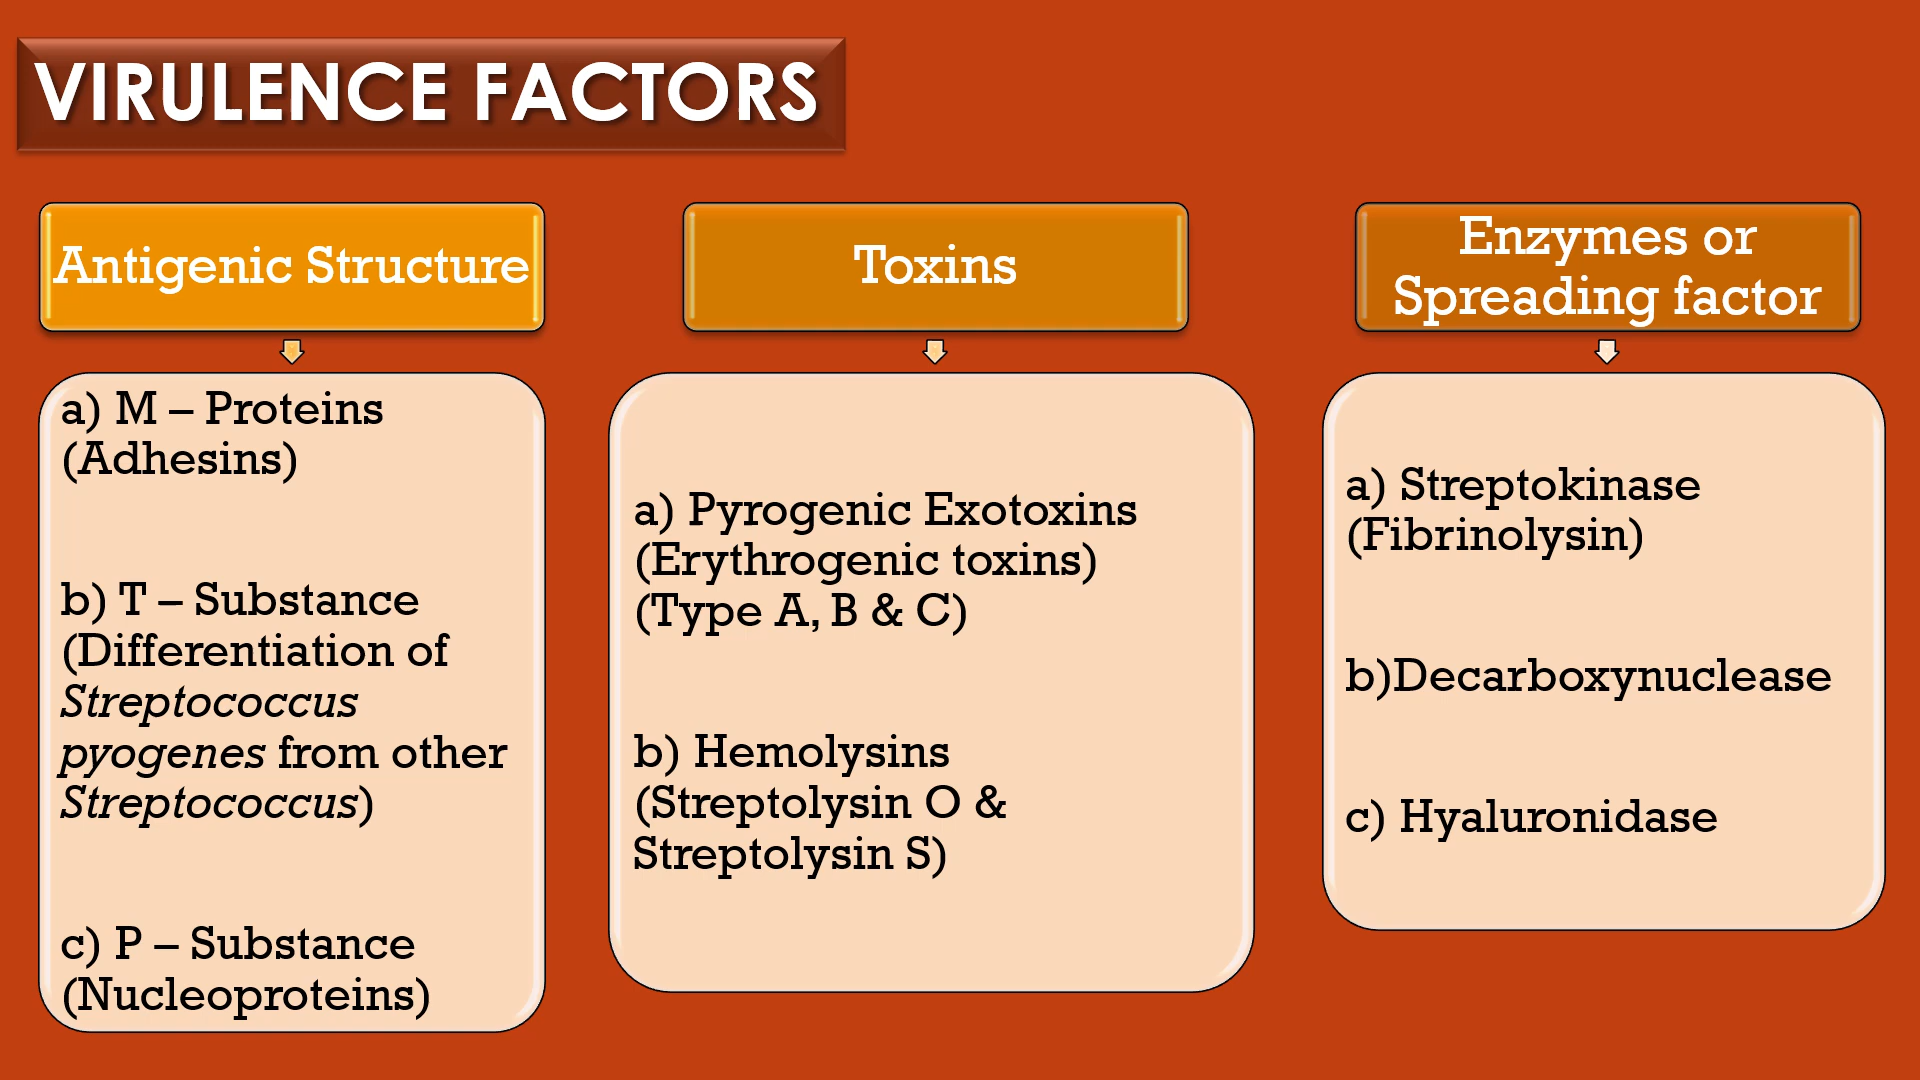 VIRULENCE FACTORS
Antigenic Structure
a) M – Proteins
(Adhesins)
b) T – Substance
(Differentiation of
Streptococcus
pyogenes from other
Streptococcus)
c) P – Substance
(Nucleoproteins)
Toxins
a) Pyrogenic Exotoxins
(Erythrogenic toxins)
(Type A, B & C)
b) Hemolysins
(Streptolysin O &
Streptolysin S)
Enzymes or
Spreading factor
a) Streptokinase
(Fibrinolysin)
b)Decarboxynuclease
c) Hyaluronidase